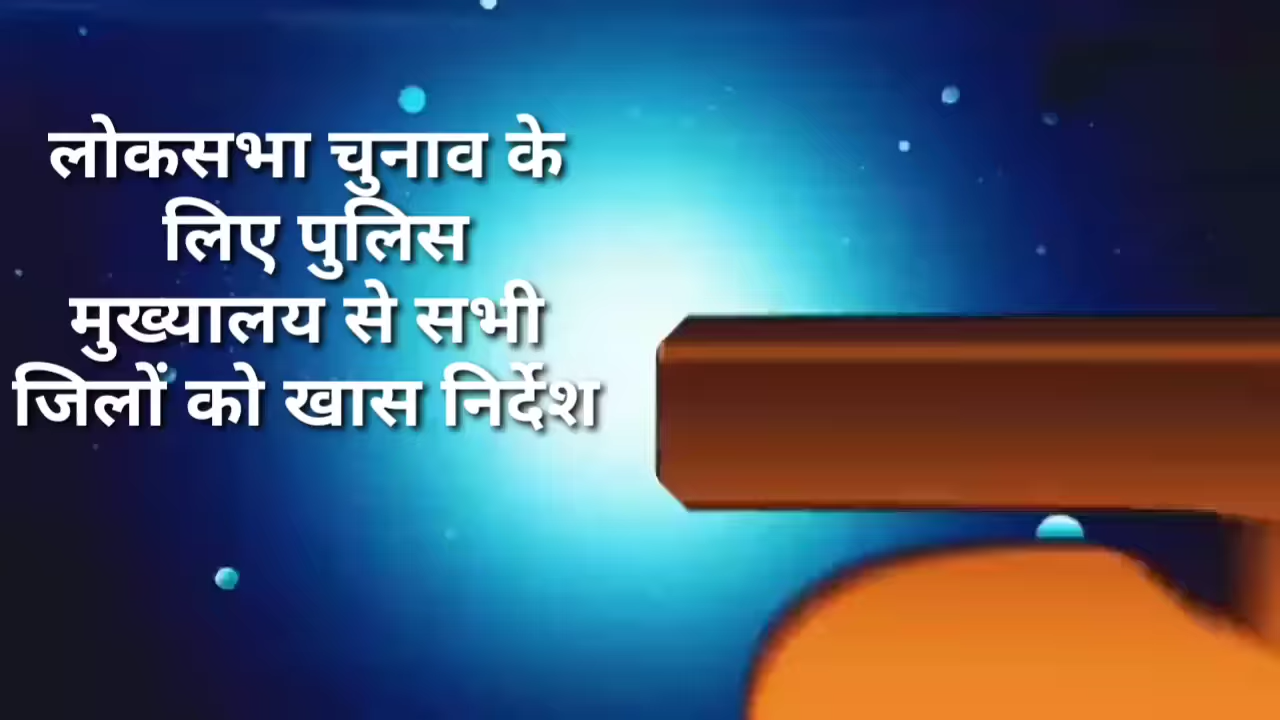 लोकसभा चुनाव के
लिए पुलिस
मुख्यालय से सभी
जिलों को खास निर्देश